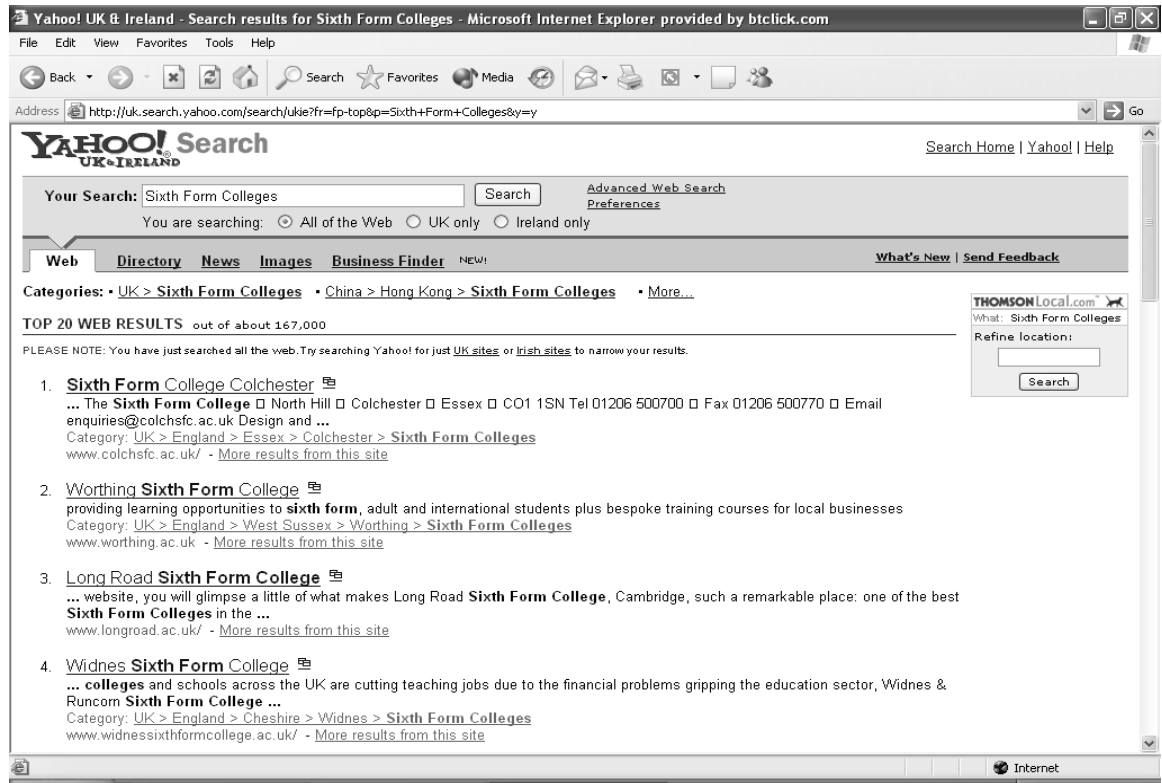 Yahoo! UK & Ireland - Search results for Sixth Form Colleges - Microsoft Internet Explorer provided by btclick.com
File Edit View Favorites Tools Help
Back Search Favorites Media
Address http://uk.search.yahoo.com/search/ukie?fr=fp-top&p=Sixth+Form+Colleges&y=y Go
YAHOO! Search
UK & IRELAND
Search Home | Yahoo! | Help
Your Search: Sixth Form Colleges Search Advanced Web Search
Preferences
You are searching: All of the Web UK only Ireland only
Web Directory News Images Business Finder NEW! What's New | Send Feedback
Categories: • UK > Sixth Form Colleges • China > Hong Kong > Sixth Form Colleges • More...
THOMSONLocal.com
What: Sixth Form Colleges
Refine location:
Search
TOP 20 WEB RESULTS out of about 167,000
PLEASE NOTE: You have just searched all the web. Try searching Yahoo! for just UK sites or Irish sites to narrow your results.
1. Sixth Form College Colchester
... The Sixth Form College □ North Hill □ Colchester □ Essex □ CO1 1SN Tel 01206 500700 □ Fax 01206 500770 □ Email
enquiries@colchsfc.ac.uk Design and ...
Category: UK > England > Essex > Colchester > Sixth Form Colleges
www.colchsfc.ac.uk/ - More results from this site
2. Worthing Sixth Form College
providing learning opportunities to sixth form, adult and international students plus bespoke training courses for local businesses
Category: UK > England > West Sussex > Worthing > Sixth Form Colleges
www.worthing.ac.uk - More results from this site
3. Long Road Sixth Form College
... website, you will glimpse a little of what makes Long Road Sixth Form College, Cambridge, such a remarkable place: one of the best
Sixth Form Colleges in the ...
www.longroad.ac.uk/ - More results from this site
4. Widnes Sixth Form College
... colleges and schools across the UK are cutting teaching jobs due to the financial problems gripping the education sector, Widnes &
Runcorn Sixth Form College ...
Category: UK > England > Cheshire > Widnes > Sixth Form Colleges
www.widnessixthformcollege.ac.uk/ - More results from this site
Internet